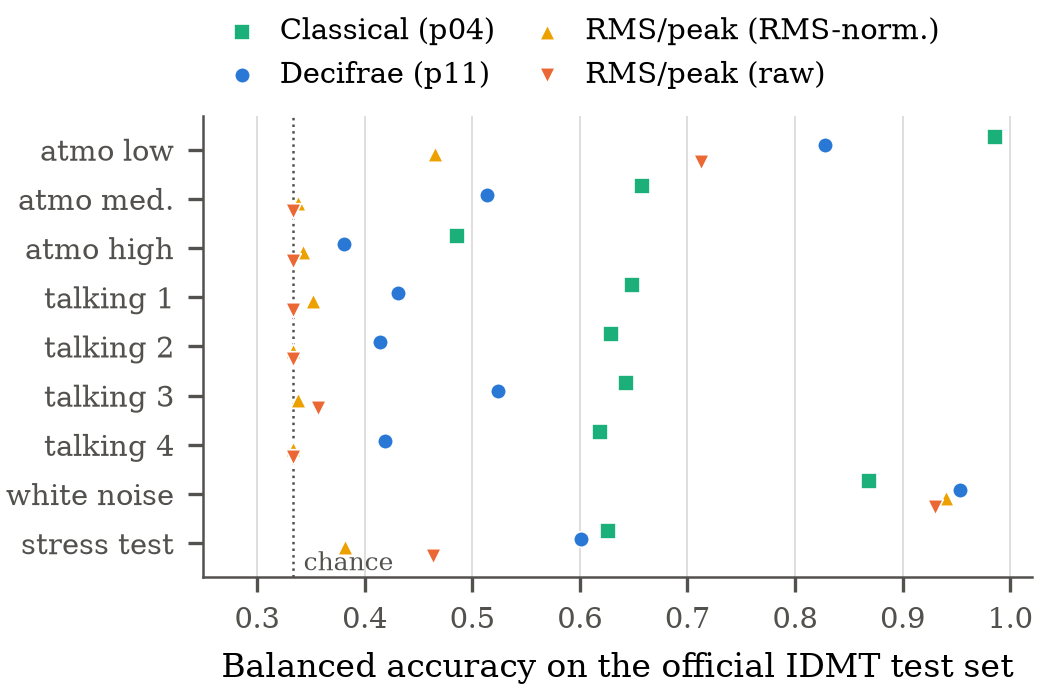 Classical (p04)
RMS/peak (RMS-norm.)
Decifrae (p11)
RMS/peak (raw)
atmo low
atmo med.
atmo high
talking 1
talking 2
talking 3
talking 4
white noise
stress test
chance
0.3 0.4 0.5 0.6 0.7 0.8 0.9 1.0
Balanced accuracy on the official IDMT test set